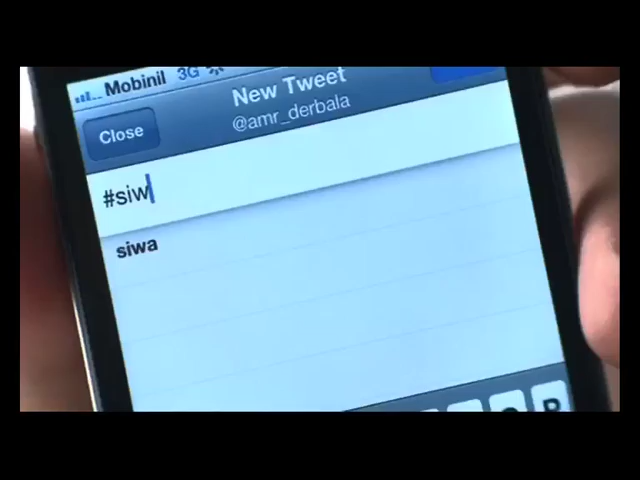 Mobinil 3G
New Tweet
@amr_derbala
Close
#siw
siwa
P